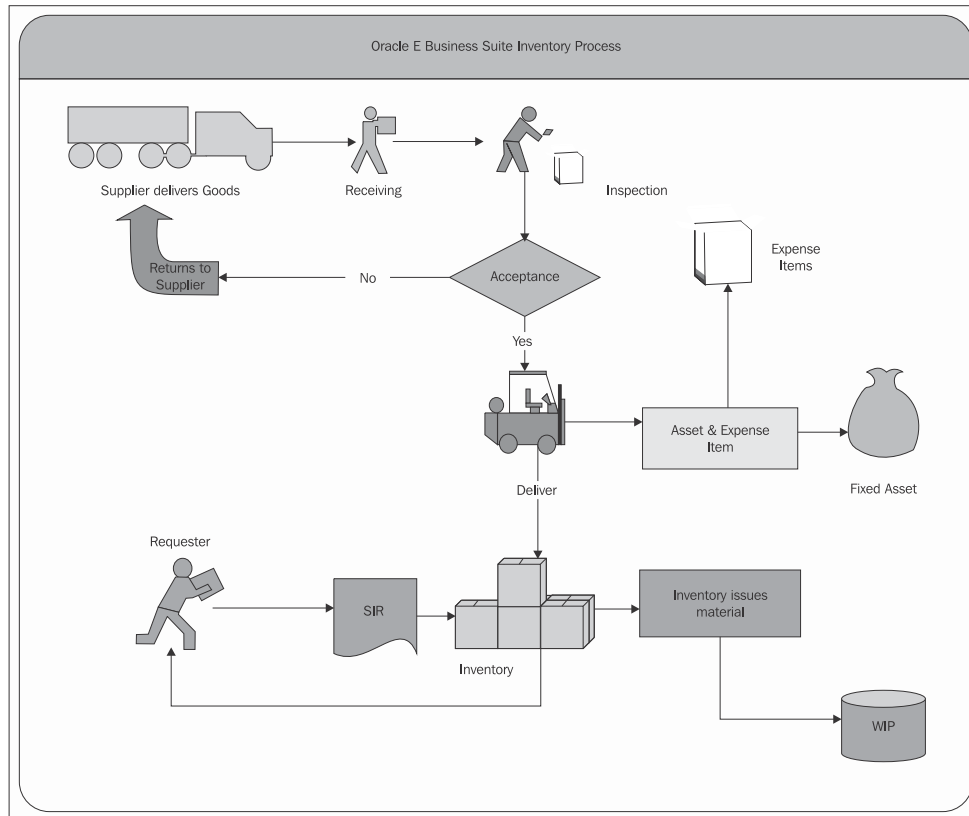 Oracle E Business Suite Inventory Process
Supplier delivers Goods
Receiving
Inspection
Expense
Items
Returns to
Supplier
No
Acceptance
Yes
Asset & Expense
Item
Fixed Asset
Deliver
Requester
SIR
Inventory issues
material
Inventory
WIP